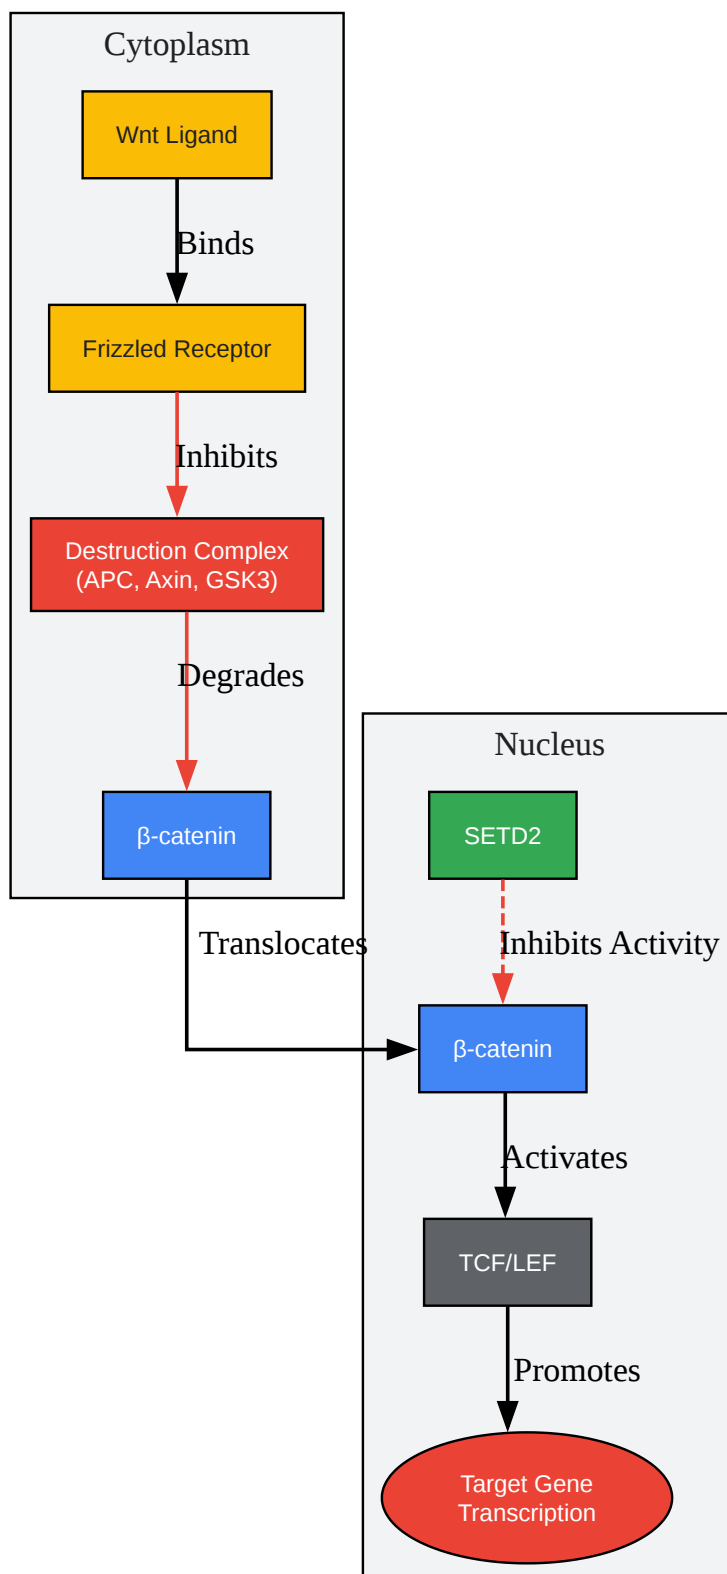 Cytoplasm
Wnt Ligand
Binds
Frizzled Receptor
Inhibits
Destruction Complex
(APC, Axin, GSK3)
Degrades
β-catenin
Translocates
Nucleus
SETD2
Inhibits Activity
β-catenin
Activates
TCF/LEF
Promotes
Target Gene
Transcription